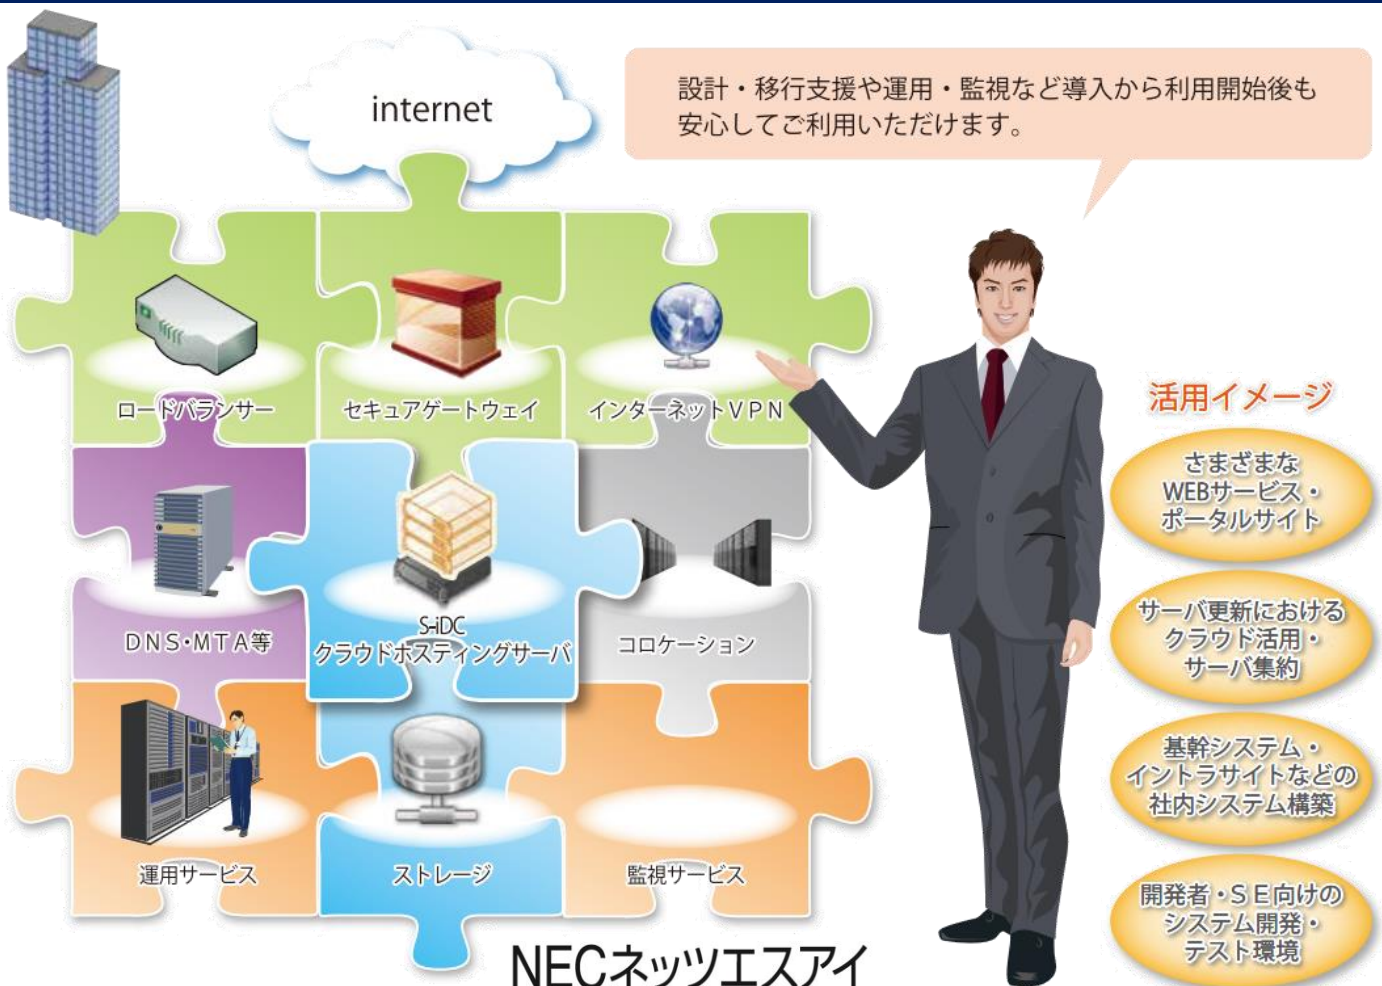 internet
設計・移行支援や運用・監視など導入から利用開始後も
安心してご利用いただけます。
ロードバランサー
セキュアゲートウェイ
インターネットVPN
DNS・MTA等
S-iDC
クラウドホスティングサーバ
コロケーション
運用サービス
ストレージ
監視サービス
NECネッツエスアイ
活用イメージ
さまざまな
WEBサービス・
ポータルサイト
サーバ更新における
クラウド活用・
サーバ集約
基幹システム・
イントラサイトなどの
社内システム構築
開発者・SE向けの
システム開発・
テスト環境